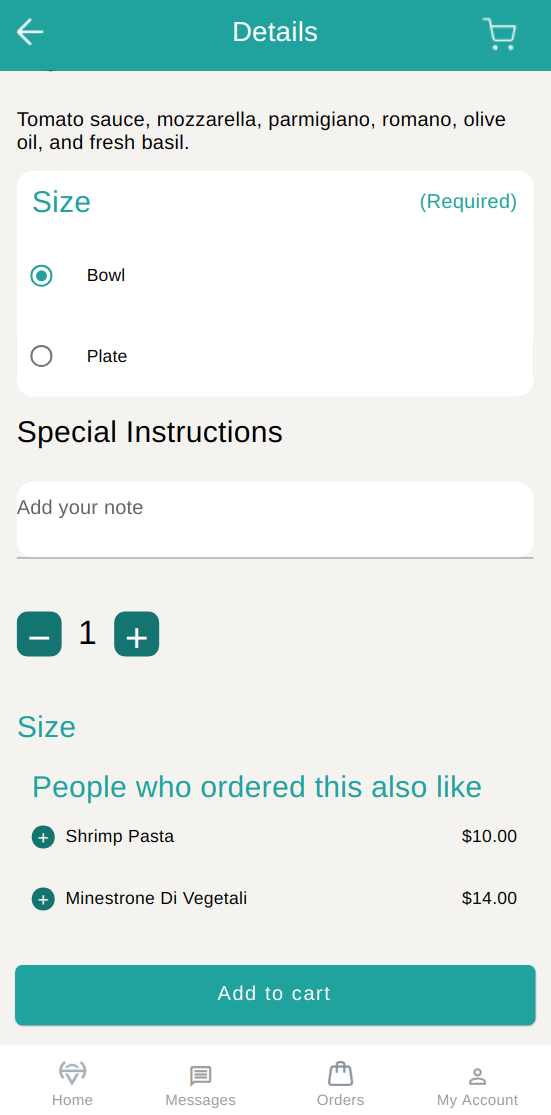 Details
Tomato sauce, mozzarella, parmigiano, romano, olive
oil, and fresh basil.
Size (Required)
Bowl
Plate
Special Instructions
Add your note
1
Size
People who ordered this also like
Shrimp Pasta $10.00
Minestrone Di Vegetali $14.00
Add to cart
Home Messages Orders My Account